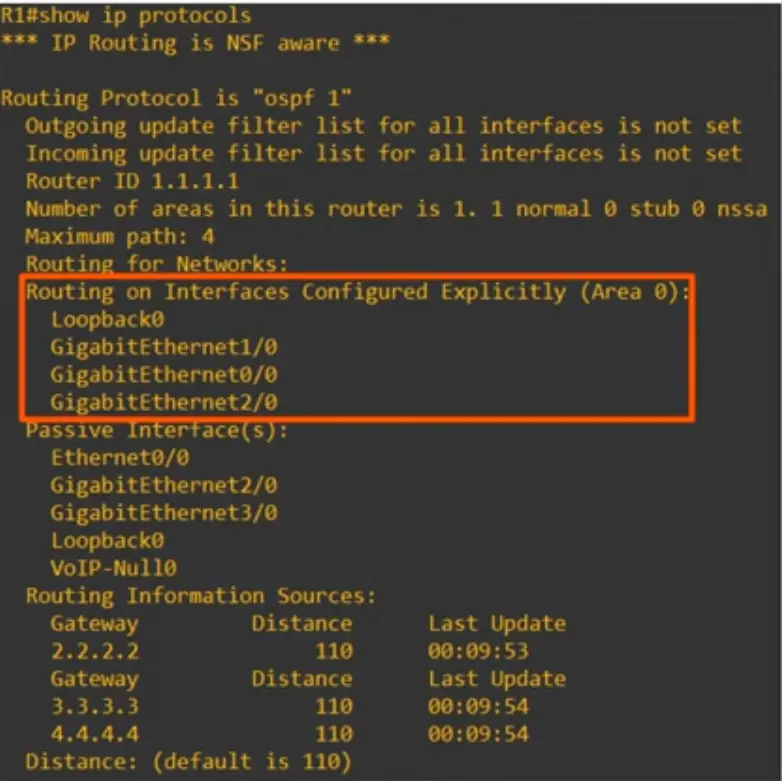 R1#show ip protocols
*** IP Routing is NSF aware ***
Routing Protocol is "ospf 1"
Outgoing update filter list for all interfaces is not set
Incoming update filter list for all interfaces is not set
Router ID 1.1.1.1
Number of areas in this router is 1. 1 normal 0 stub 0 nssa
Maximum path: 4
Routing for Networks:
Routing on Interfaces Configured Explicitly (Area 0):
Loopback0
GigabitEthernet1/0
GigabitEthernet0/0
GigabitEthernet2/0
Passive Interface(s):
Ethernet0/0
GigabitEthernet2/0
GigabitEthernet3/0
Loopback0
VoIP-Null0
Routing Information Sources:
Gateway Distance Last Update
2.2.2.2 110 00:09:53
Gateway Distance Last Update
3.3.3.3 110 00:09:54
4.4.4.4 110 00:09:54
Distance: (default is 110)